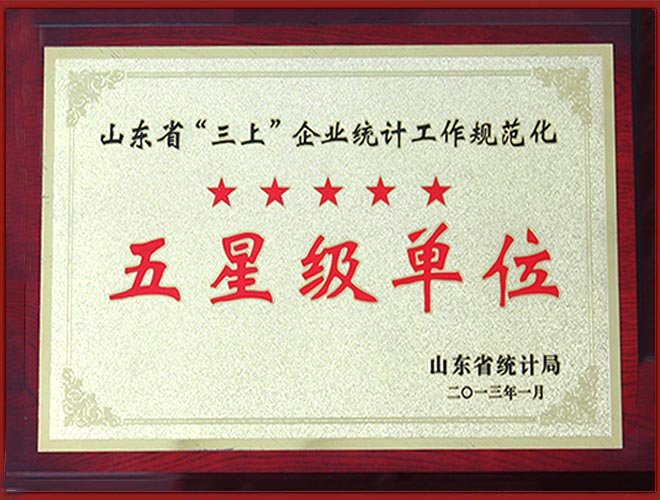 山东省“三上”企业统计工作规范化
★★★★★
五星级单位
山东省统计局
二〇一三年一月